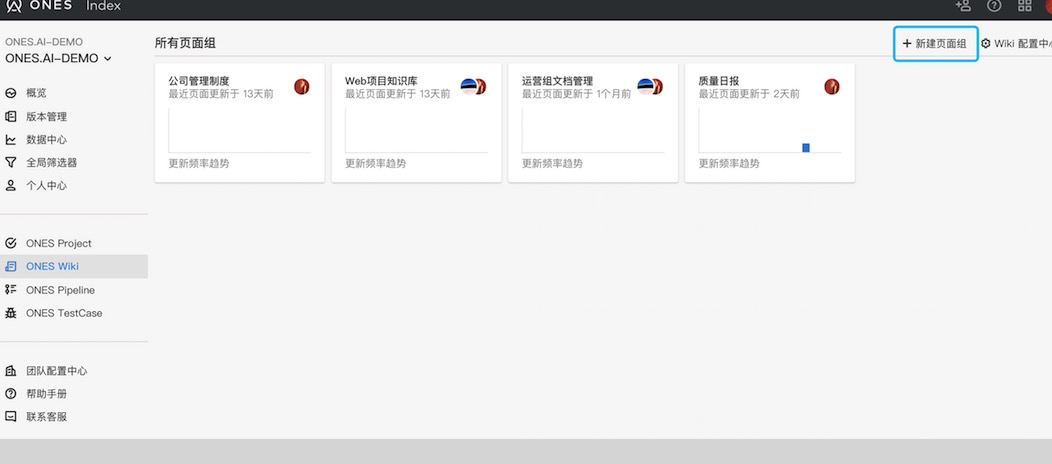 ONES Index
ONES.AI-DEMO
ONES.AI-DEMO
概览
版本管理
数据中心
全局筛选器
个人中心
ONES Project
ONES Wiki
ONES Pipeline
ONES TestCase
团队配置中心
帮助手册
联系客服
所有页面组
+ 新建页面组
Wiki 配置中心
公司管理制度
最近页面更新于 13天前
更新频率趋势
Web项目知识库
最近页面更新于 13天前
更新频率趋势
运营组文档管理
最近页面更新于 1个月前
更新频率趋势
质量日报
最近页面更新于 2天前
更新频率趋势